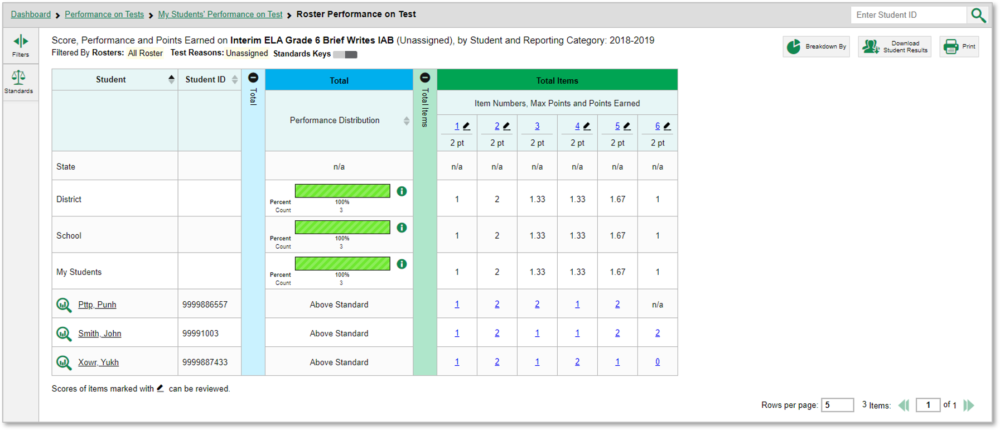 Dashboard > Performance on Tests > My Students' Performance on Test > Roster Performance on Test
Enter Student ID
Filters
Standards
Score, Performance and Points Earned on Interim ELA Grade 6 Brief Writes IAB (Unassigned), by Student and Reporting Category: 2018-2019
Filtered By Rosters: All Roster Test Reasons: Unassigned Standards Keys
Breakdown By
Download Student Results
Print
Student Student ID Total Total Total Items Total Items
Performance Distribution
Item Numbers, Max Points and Points Earned
1 2 3 4 5 6
2 pt 2 pt 2 pt 2 pt 2 pt 2 pt
State n/a n/a n/a n/a n/a n/a n/a
District Percent 100% Count 3 1 2 1.33 1.33 1.67 1
School Percent 100% Count 3 1 2 1.33 1.33 1.67 1
My Students Percent 100% Count 3 1 2 1.33 1.33 1.67 1
Pttp, Punh 9999886557 Above Standard 1 2 2 1 2 n/a
Smith, John 99991003 Above Standard 1 2 1 1 2 2
Xowr, Yukh 9999887433 Above Standard 1 2 1 2 1 0
Scores of items marked with can be reviewed.
Rows per page: 5 3 Items: 1 of 1